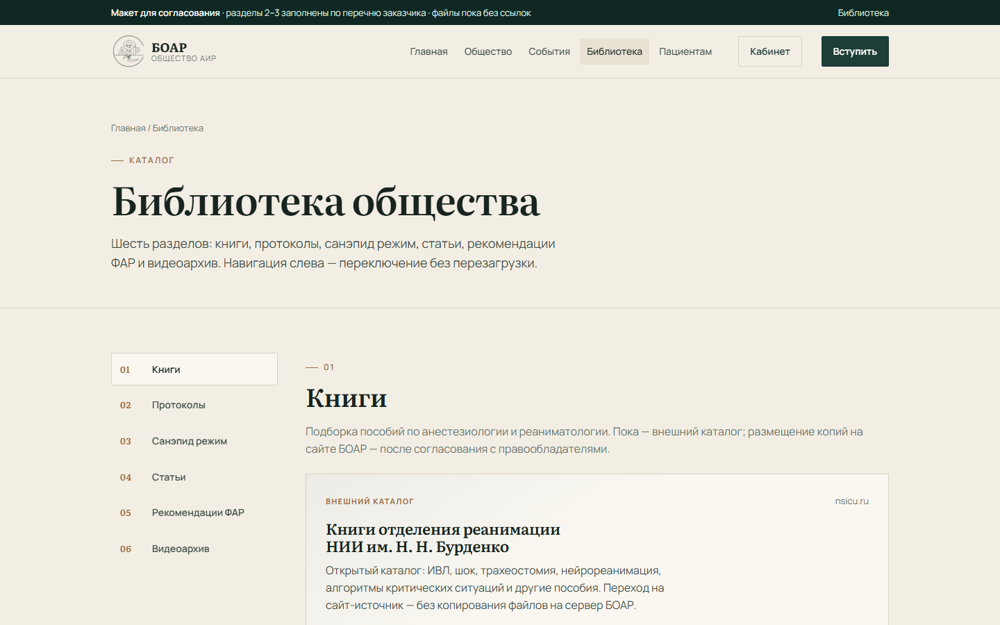 Макет для согласования · разделы 2–3 заполнены по перечню заказчика · файлы пока без ссылок
Библиотека
БОАР
ОБЩЕСТВО АИР
Главная
Общество
События
Библиотека
Пациентам
Кабинет
Вступить
Главная / Библиотека
КАТАЛОГ
Библиотека общества
Шесть разделов: книги, протоколы, санэпид режим, статьи, рекомендации
ФАР и видеоархив. Навигация слева — переключение без перезагрузки.
01 Книги
02 Протоколы
03 Санэпид режим
04 Статьи
05 Рекомендации ФАР
06 Видеоархив
01
Книги
Подборка пособий по анестезиологии и реаниматологии. Пока — внешний каталог; размещение копий на
сайте БОАР — после согласования с правообладателями.
ВНЕШНИЙ КАТАЛОГ
nsicu.ru
Книги отделения реанимации
НИИ им. Н. Н. Бурденко
Открытый каталог: ИВЛ, шок, трахеостомия, нейрореанимация,
алгоритмы критических ситуаций и другие пособия. Переход на
сайт-источник — без копирования файлов на сервер БОАР.